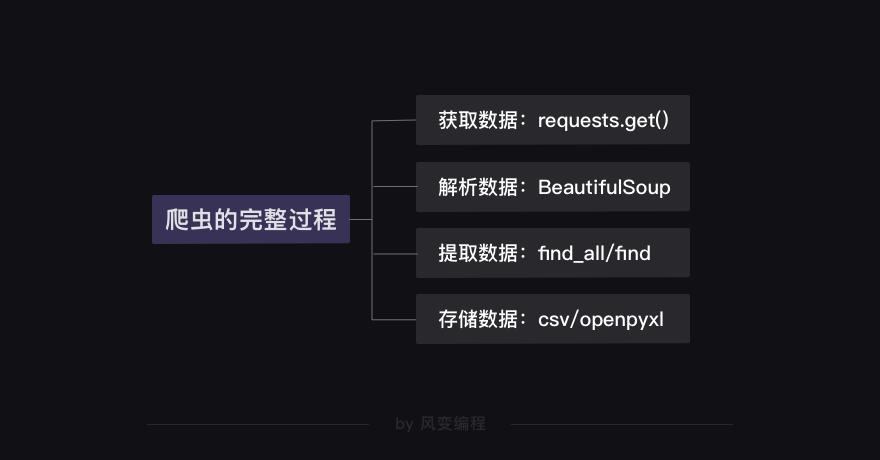 爬虫的完整过程
获取数据：requests.get()
解析数据：BeautifulSoup
提取数据：find_all/find
存储数据：csv/openpyxl
by 风变编程